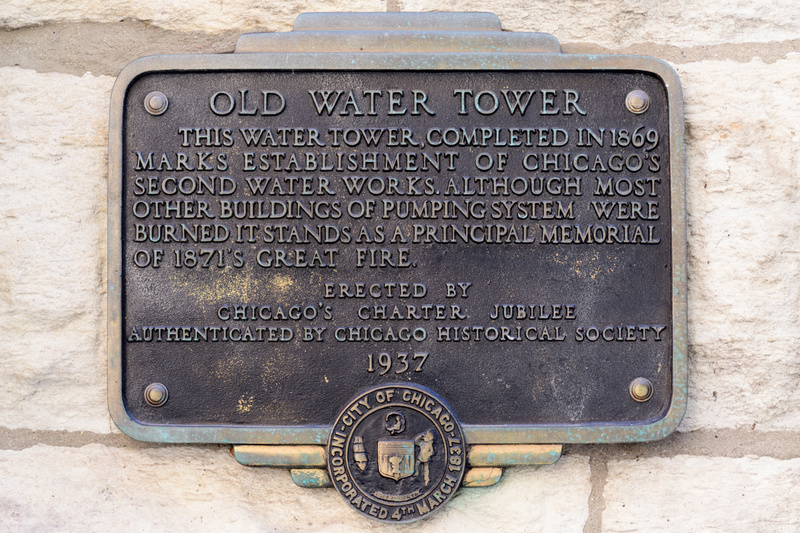 OLD WATER TOWER
THIS WATER TOWER, COMPLETED IN 1869
MARKS ESTABLISHMENT OF CHICAGO'S
SECOND WATER WORKS. ALTHOUGH MOST
OTHER BUILDINGS OF PUMPING SYSTEM WERE
BURNED IT STANDS AS A PRINCIPAL MEMORIAL
OF 1871'S GREAT FIRE.
ERECTED BY
CHICAGO'S CHARTER JUBILEE
AUTHENTICATED BY CHICAGO HISTORICAL SOCIETY
1937
·CITY OF CHICAGO·
INCORPORATED 4TH MARCH 1837